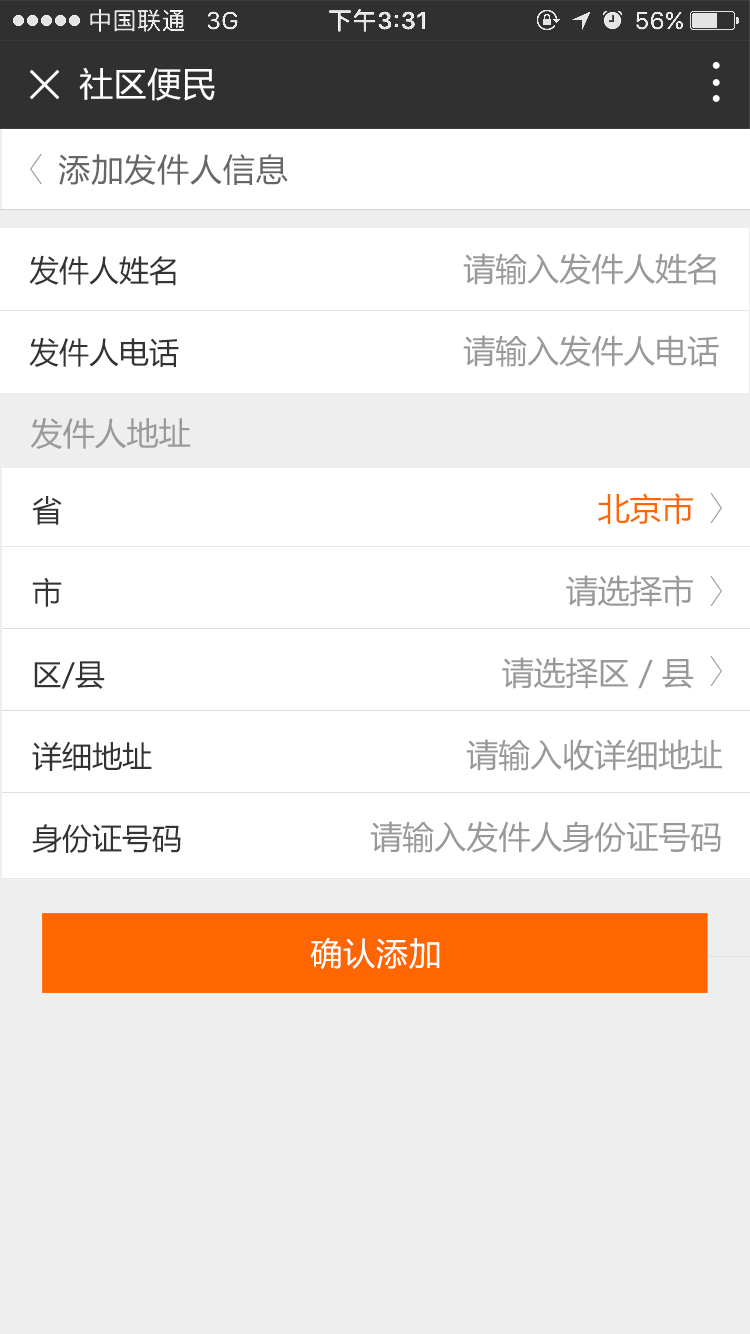 中国联通 3G 下午3:31 56%
社区便民
添加发件人信息
发件人姓名 请输入发件人姓名
发件人电话 请输入发件人电话
发件人地址
省 北京市
市 请选择市
区/县 请选择区 / 县
详细地址 请输入收详细地址
身份证号码 请输入发件人身份证号码
确认添加